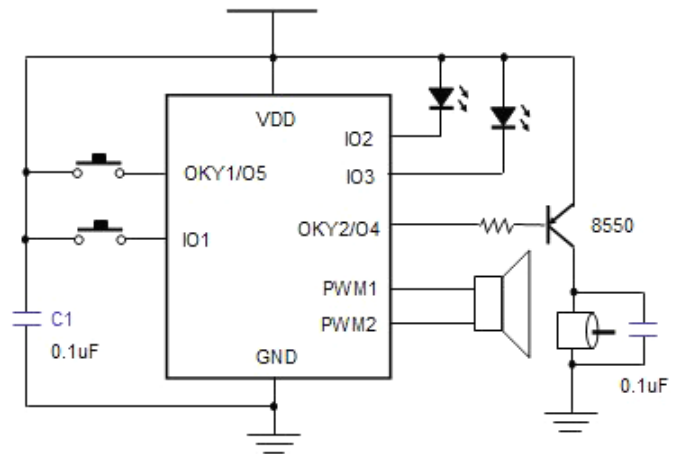 VDD
IO2
OKY1/O5
IO3
OKY2/O4
8550
IO1
PWM1
C1
PWM2
0.1uF
GND
0.1uF